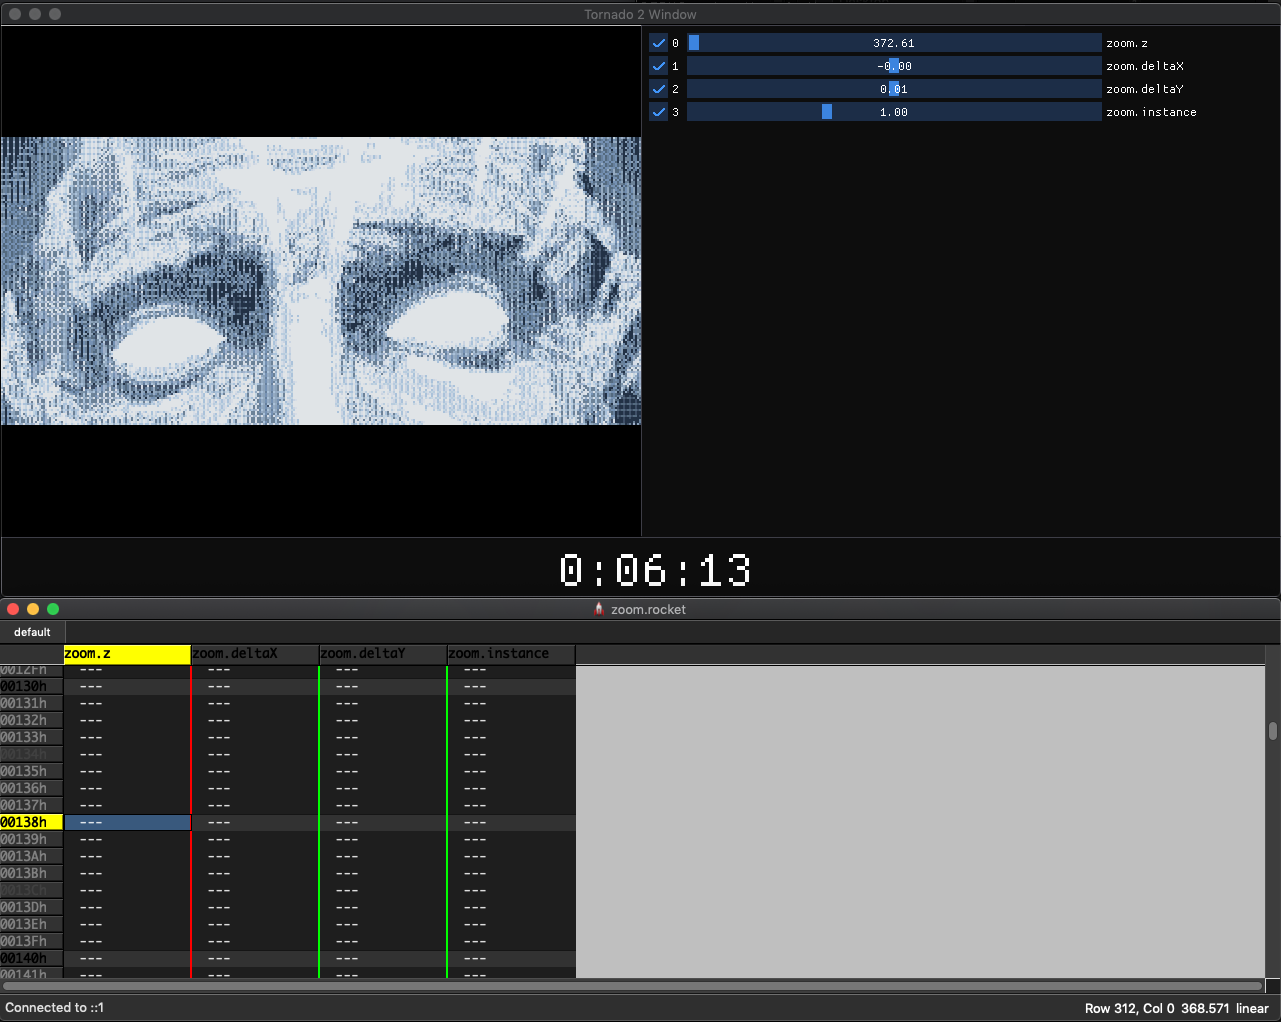 Tornado 2 Window
0 372.61 zoom.z
1 -0.00 zoom.deltaX
2 0.01 zoom.deltaY
3 1.00 zoom.instance
0:06:13
zoom.rocket
default
zoom.z zoom.deltaX zoom.deltaY zoom.instance
0012Fh --- --- --- ---
00130h --- --- --- ---
00131h --- --- --- ---
00132h --- --- --- ---
00133h --- --- --- ---
00134h --- --- --- ---
00135h --- --- --- ---
00136h --- --- --- ---
00137h --- --- --- ---
00138h --- --- --- ---
00139h --- --- --- ---
0013Ah --- --- --- ---
0013Bh --- --- --- ---
0013Ch --- --- --- ---
0013Dh --- --- --- ---
0013Eh --- --- --- ---
0013Fh --- --- --- ---
00140h --- --- --- ---
00141h --- --- --- ---
Connected to ::1
Row 312, Col 0 368.571 linear